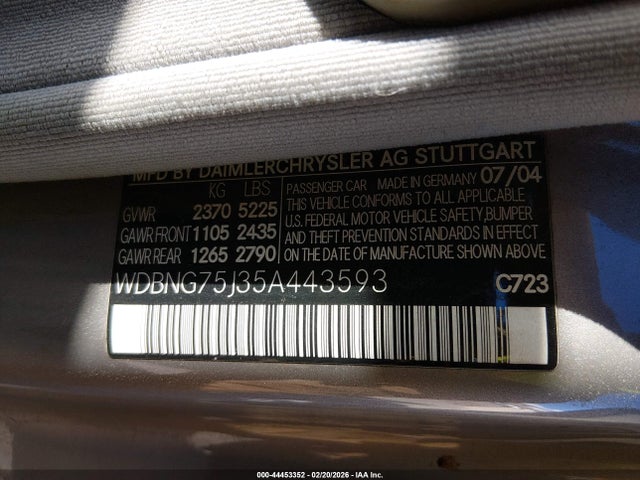 MFD BY DAIMLERCHRYSLER AG STUTTGART
KG LBS
GVWR 2370 5225
GAWR FRONT 1105 2435
GAWR REAR 1265 2790
PASSENGER CAR MADE IN GERMANY 07/04
THIS VEHICLE CONFORMS TO ALL APPLICABLE
U.S. FEDERAL MOTOR VEHICLE SAFETY,BUMPER
AND THEFT PREVENTION STANDARDS IN EFFECT
ON THE DATE OF MANUFACTURE SHOWN ABOVE.
WDBNG75J35A443593 C723
000-44453352 - 02/20/2026 - IAA Inc.